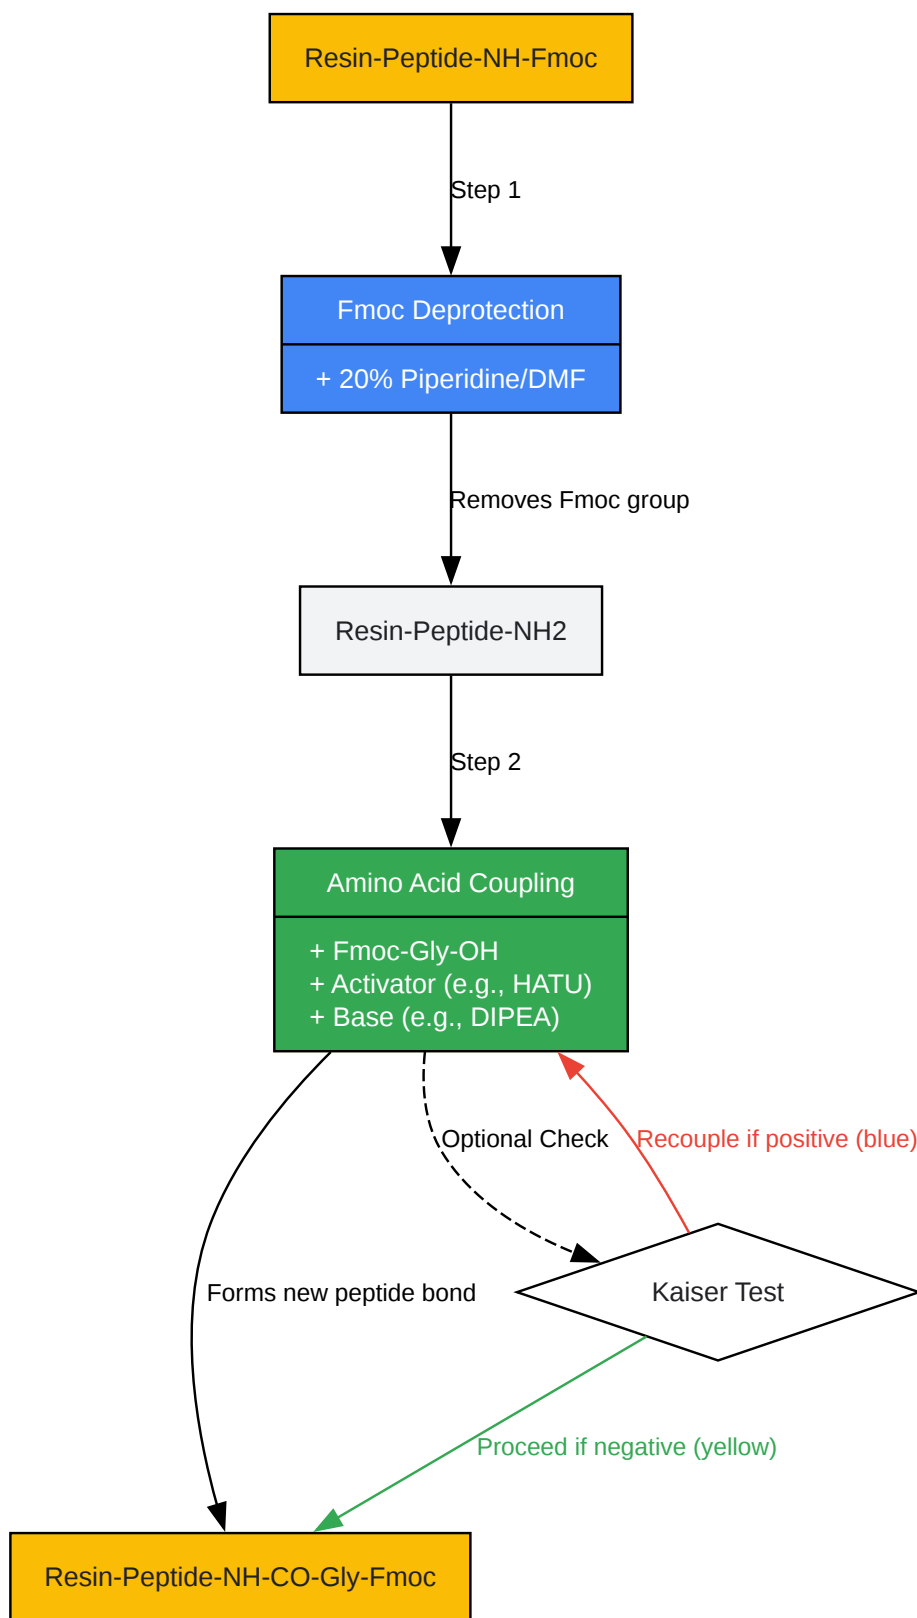 Resin-Peptide-NH-Fmoc
Step 1
Fmoc Deprotection
+ 20% Piperidine/DMF
Removes Fmoc group
Resin-Peptide-NH2
Step 2
Amino Acid Coupling
+ Fmoc-Gly-OH
+ Activator (e.g., HATU)
+ Base (e.g., DIPEA)
Optional Check
Recouple if positive (blue)
Forms new peptide bond
Kaiser Test
Proceed if negative (yellow)
Resin-Peptide-NH-CO-Gly-Fmoc